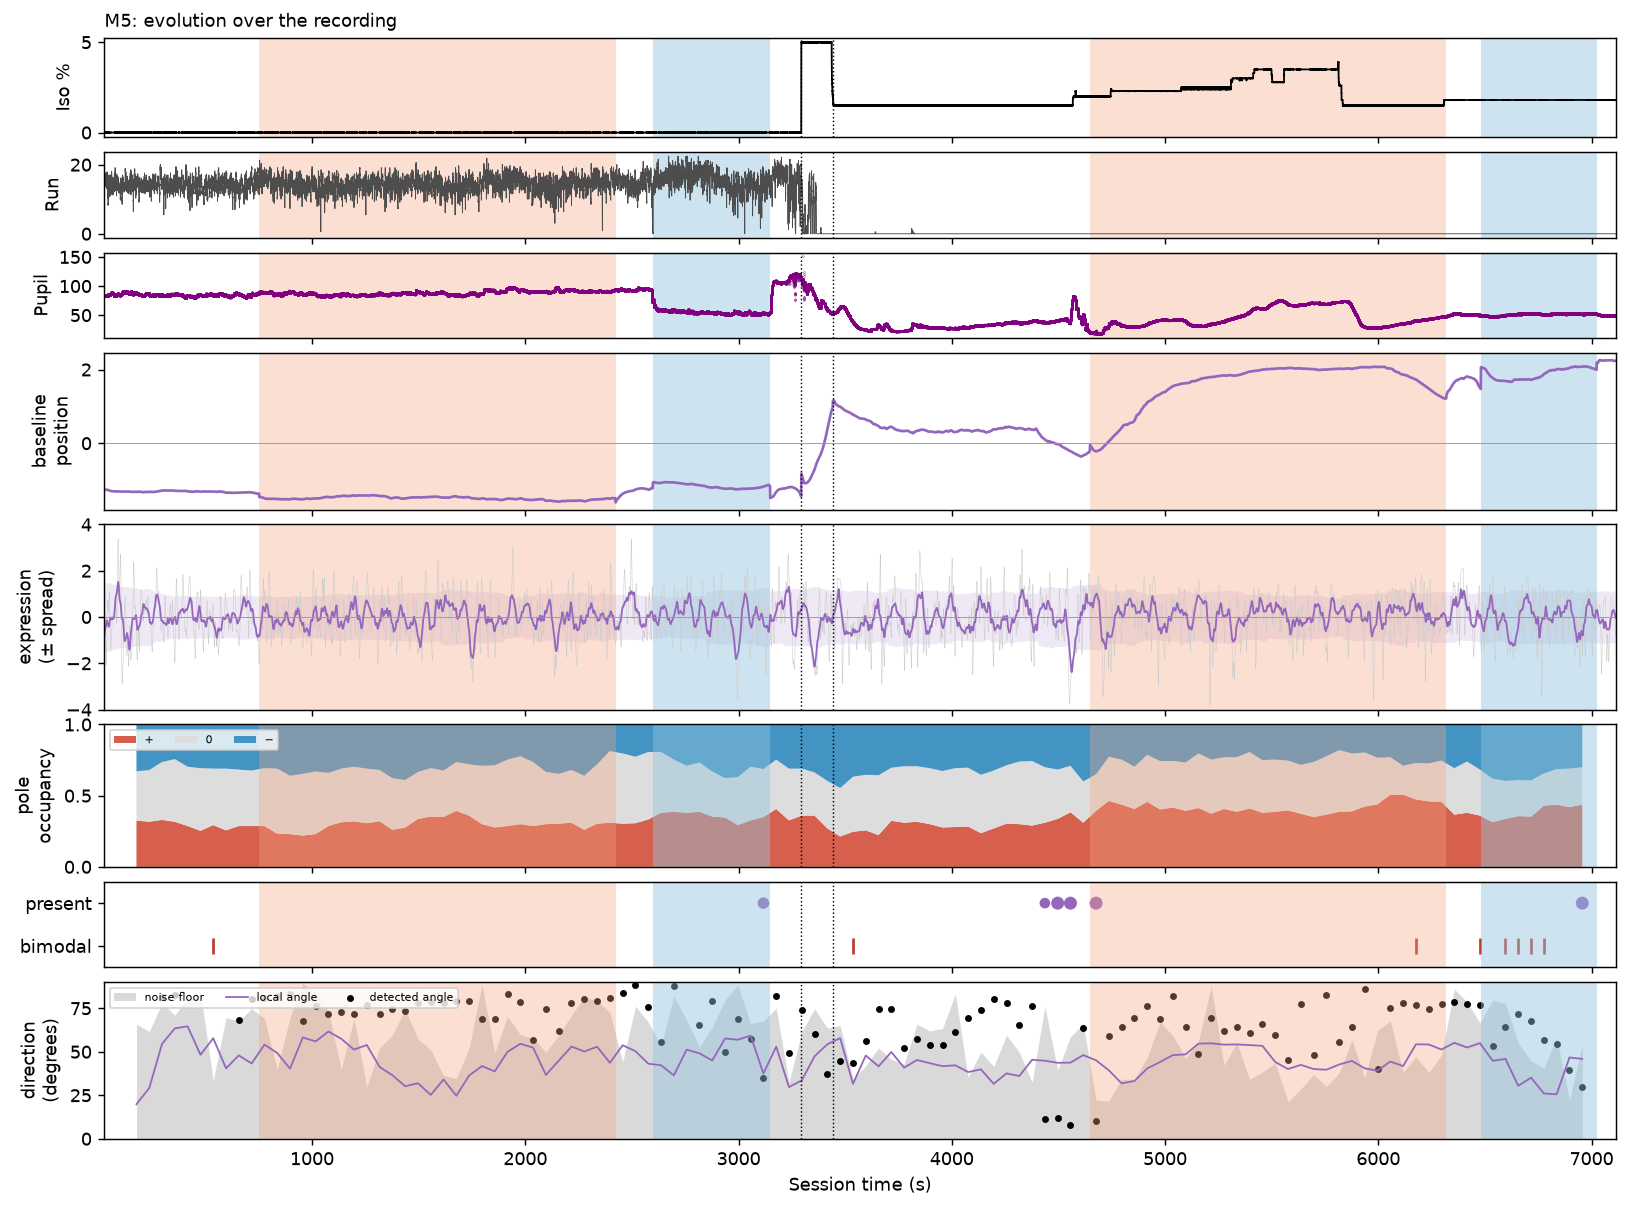 M5: evolution over the recording
Iso %
5
0
Run
20
0
Pupil
150
100
50
baseline
position
2
0
expression
(± spread)
4
2
0
−2
−4
pole
occupancy
1.0
0.5
0.0
+ 0 −
present
bimodal
direction
(degrees)
75
50
25
0
noise floor local angle detected angle
1000 2000 3000 4000 5000 6000 7000
Session time (s)